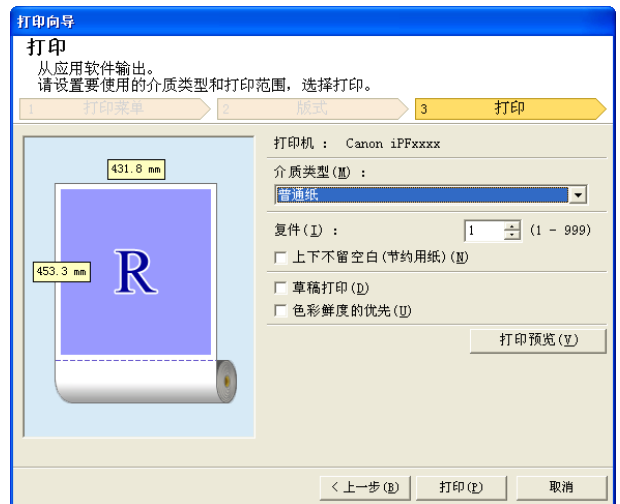 打印向导
打印
从应用软件输出。
请设置要使用的介质类型和打印范围，选择打印。
1 打印菜单 2 版式 3 打印
打印机 : Canon iPFxxxx
介质类型(M) :
普通纸
复件(I) : 1 (1 - 999)
上下不留空白(节约用纸)(N)
草稿打印(D)
色彩鲜度的优先(U)
打印预览(V)
431.8 mm
453.3 mm
R
< 上一步(B) 打印(P) 取消